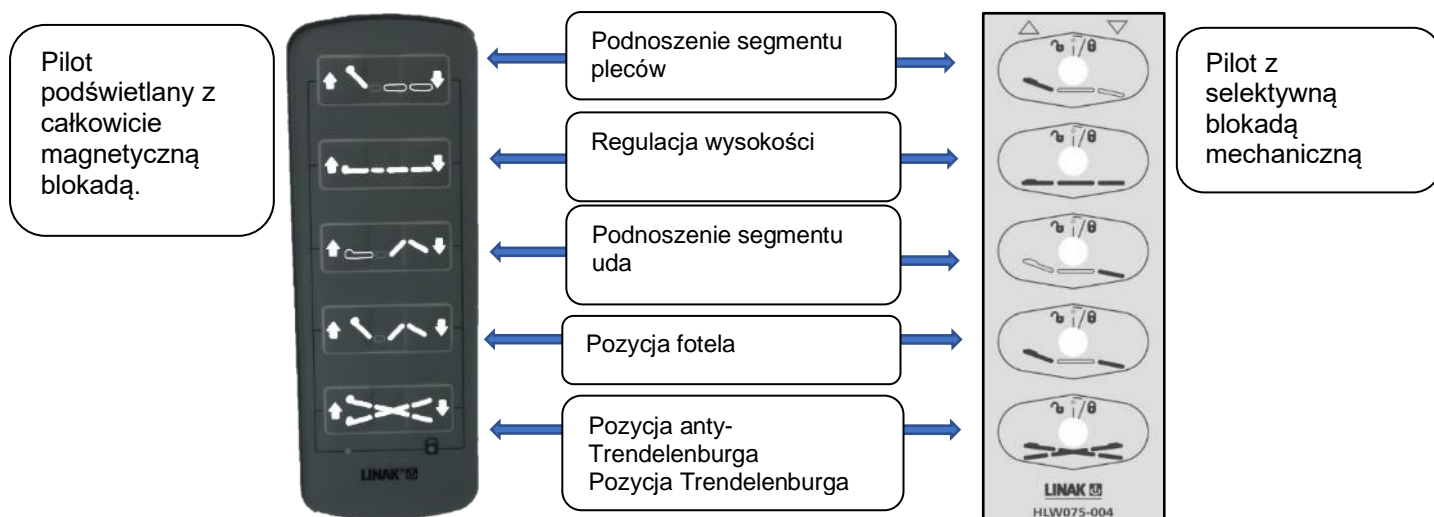 Pilot
podświetlany z
całkowicie
magnetyczną
blokadą.
Podnoszenie segmentu
pleców
Regulacja wysokości
Podnoszenie segmentu
uda
Pozycja fotela
Pozycja anty-
Trendelenburga
Pozycja Trendelenburga
Pilot z
selektywną
blokadą
mechaniczną
LINAK
LINAK
HLW075-004